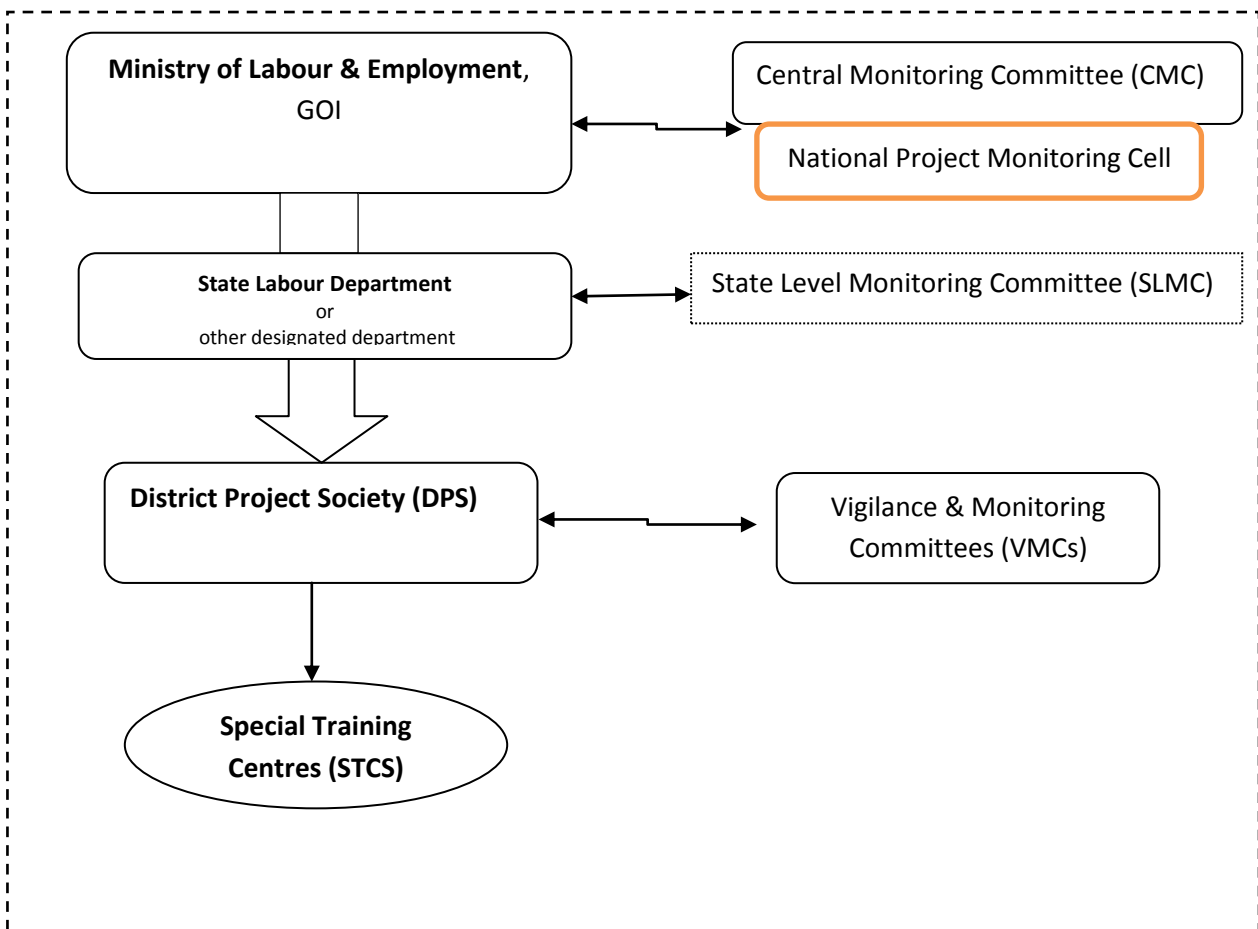 Ministry of Labour & Employment,
GOI
Central Monitoring Committee (CMC)
National Project Monitoring Cell
State Labour Department
or
other designated department
State Level Monitoring Committee (SLMC)
District Project Society (DPS)
Vigilance & Monitoring
Committees (VMCs)
Special Training
Centres (STCS)